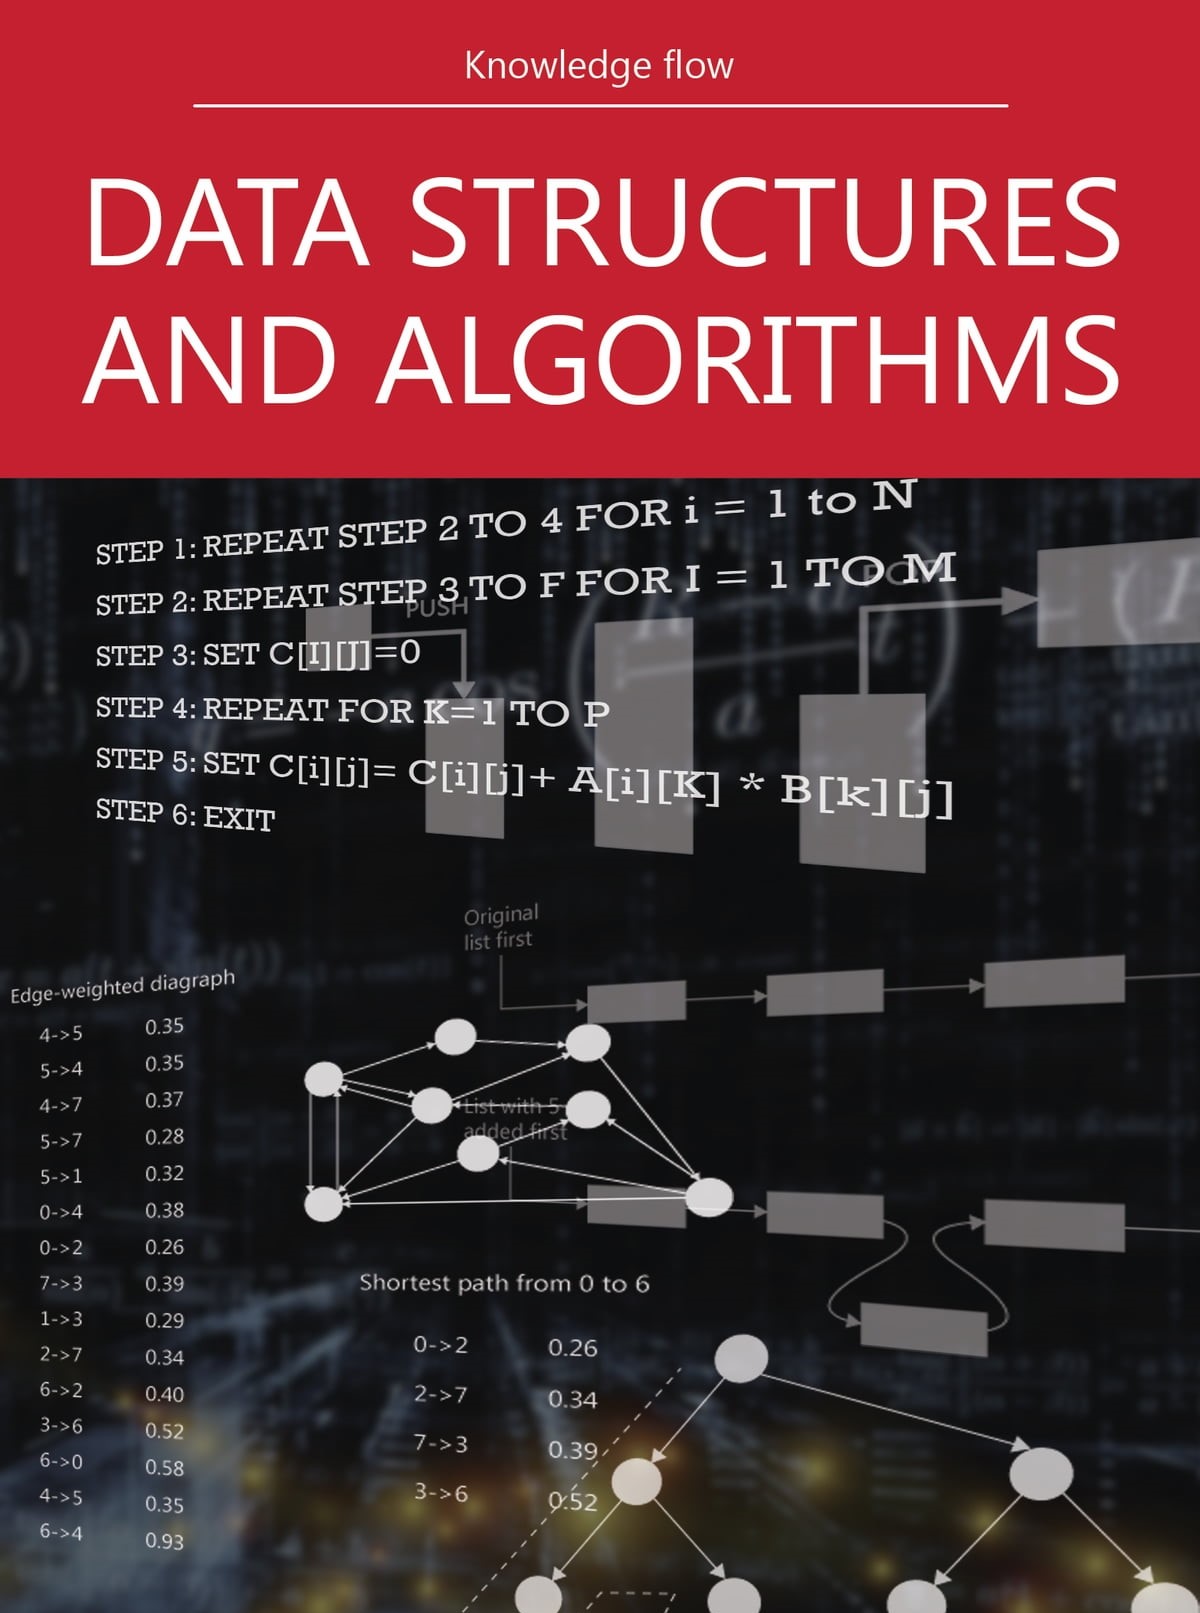 Knowledge flow
DATA STRUCTURES
AND ALGORITHMS
STEP 1: REPEAT STEP 2 TO 4 FOR i = 1 to N
STEP 2: REPEAT STEP 3 TO F FOR I = 1 TO M
PUSH
POP
STEP 3: SET C[I][J]=0
STEP 4: REPEAT FOR K=1 TO P
STEP 5: SET C[i][j]= C[i][j]+ A[i][K] * B[k][j]
STEP 6: EXIT
Original
list first
Edge-weighted diagraph
4->5 0.35
5->4 0.35
4->7 0.37
5->7 0.28
5->1 0.32
0->4 0.38
0->2 0.26
7->3 0.39
1->3 0.29
2->7 0.34
6->2 0.40
3->6 0.52
6->0 0.58
4->5 0.35
6->4 0.93
List with 5
added first
Shortest path from 0 to 6
0->2 0.26
2->7 0.34
7->3 0.39
3->6 0.52